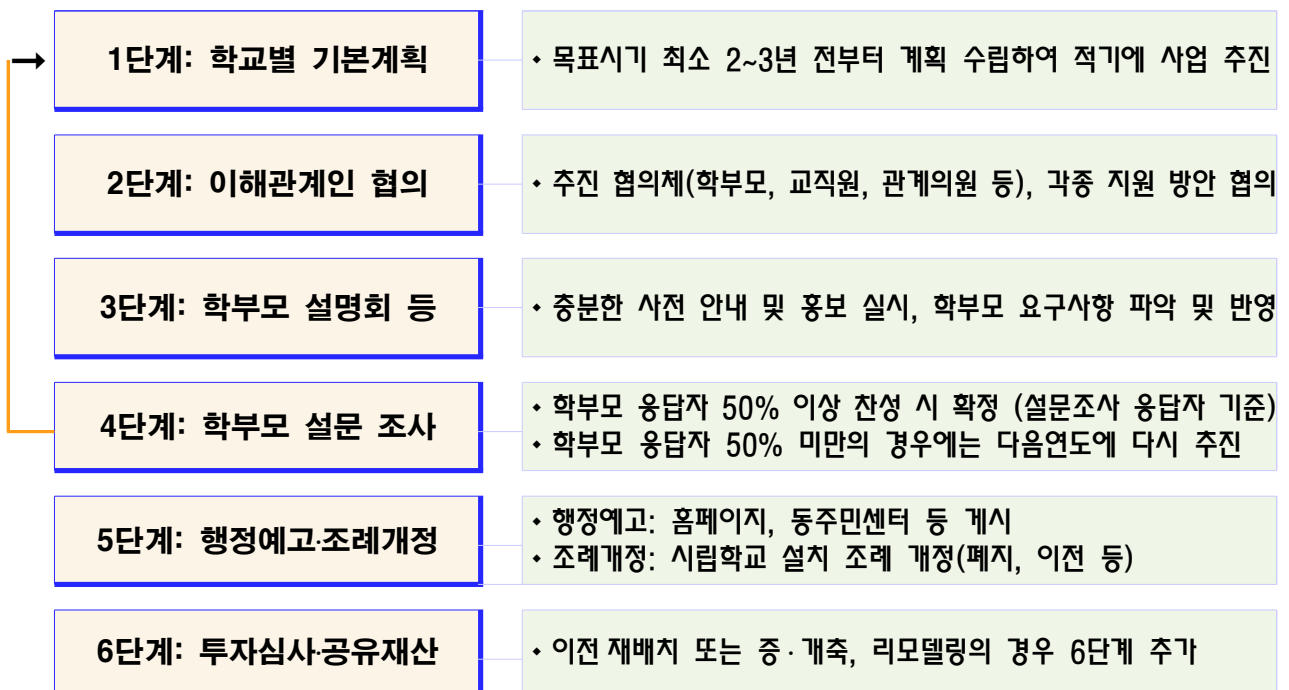 1단계: 학교별 기본계획
⬩ 목표시기 최소 2~3년 전부터 계획 수립하여 적기에 사업 추진
2단계: 이해관계인 협의
⬩ 추진 협의체(학부모, 교직원, 관계의원 등), 각종 지원 방안 협의
3단계: 학부모 설명회 등
⬩ 충분한 사전 안내 및 홍보 실시, 학부모 요구사항 파악 및 반영
4단계: 학부모 설문 조사
⬩ 학부모 응답자 50% 이상 찬성 시 확정 (설문조사 응답자 기준)
⬩ 학부모 응답자 50% 미만의 경우에는 다음연도에 다시 추진
5단계: 행정예고·조례개정
⬩ 행정예고: 홈페이지, 동주민센터 등 게시
⬩ 조례개정: 시립학교 설치 조례 개정(폐지, 이전 등)
6단계: 투자심사·공유재산
⬩ 이전 재배치 또는 증·개축, 리모델링의 경우 6단계 추가